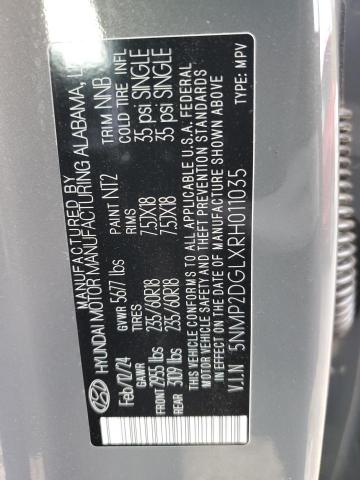 MANUFACTURED BY
HYUNDAI MOTOR MANUFACTURING ALABAMA,
Feb/12/24 PAINT NT2 TRIM NNB
GVWR 5677 lbs
GAWR TIRES RIMS COLD TIRE INFL
FRONT 2955 lbs 235/60R18 7.5JX18 35 psi SINGLE
REAR 3109 lbs 235/60R18 7.5JX18 35 psi SINGLE
THIS VEHICLE CONFORMS TO ALL APPLICABLE U.S.A. FEDERAL
MOTOR VEHICLE SAFETY AND THEFT PREVENTION STANDARDS
IN EFFECT ON THE DATE OF MANUFACTURE SHOWN ABOVE
V.I.N 5NMP2DGLXRH011035 TYPE: MPV